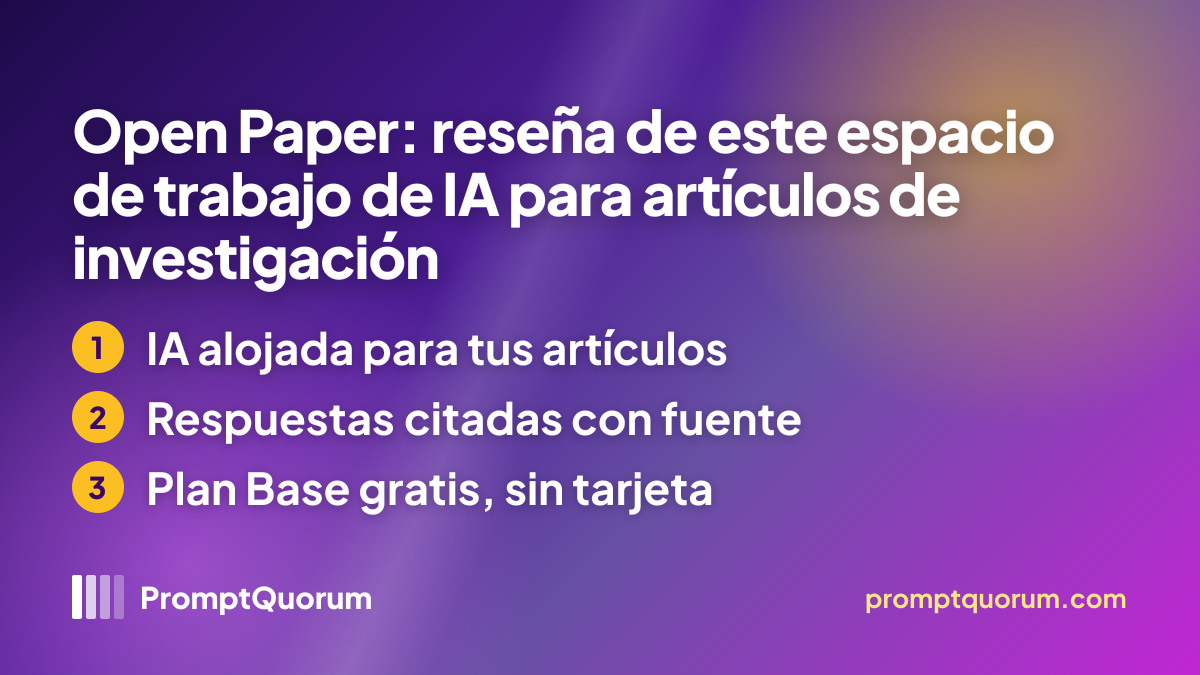 Open Paper: reseña de este espacio
de trabajo de IA para artículos de
investigación
1 IA alojada para tus artículos
2 Respuestas citadas con fuente
3 Plan Base gratis, sin tarjeta
PromptQuorum
promptquorum.com